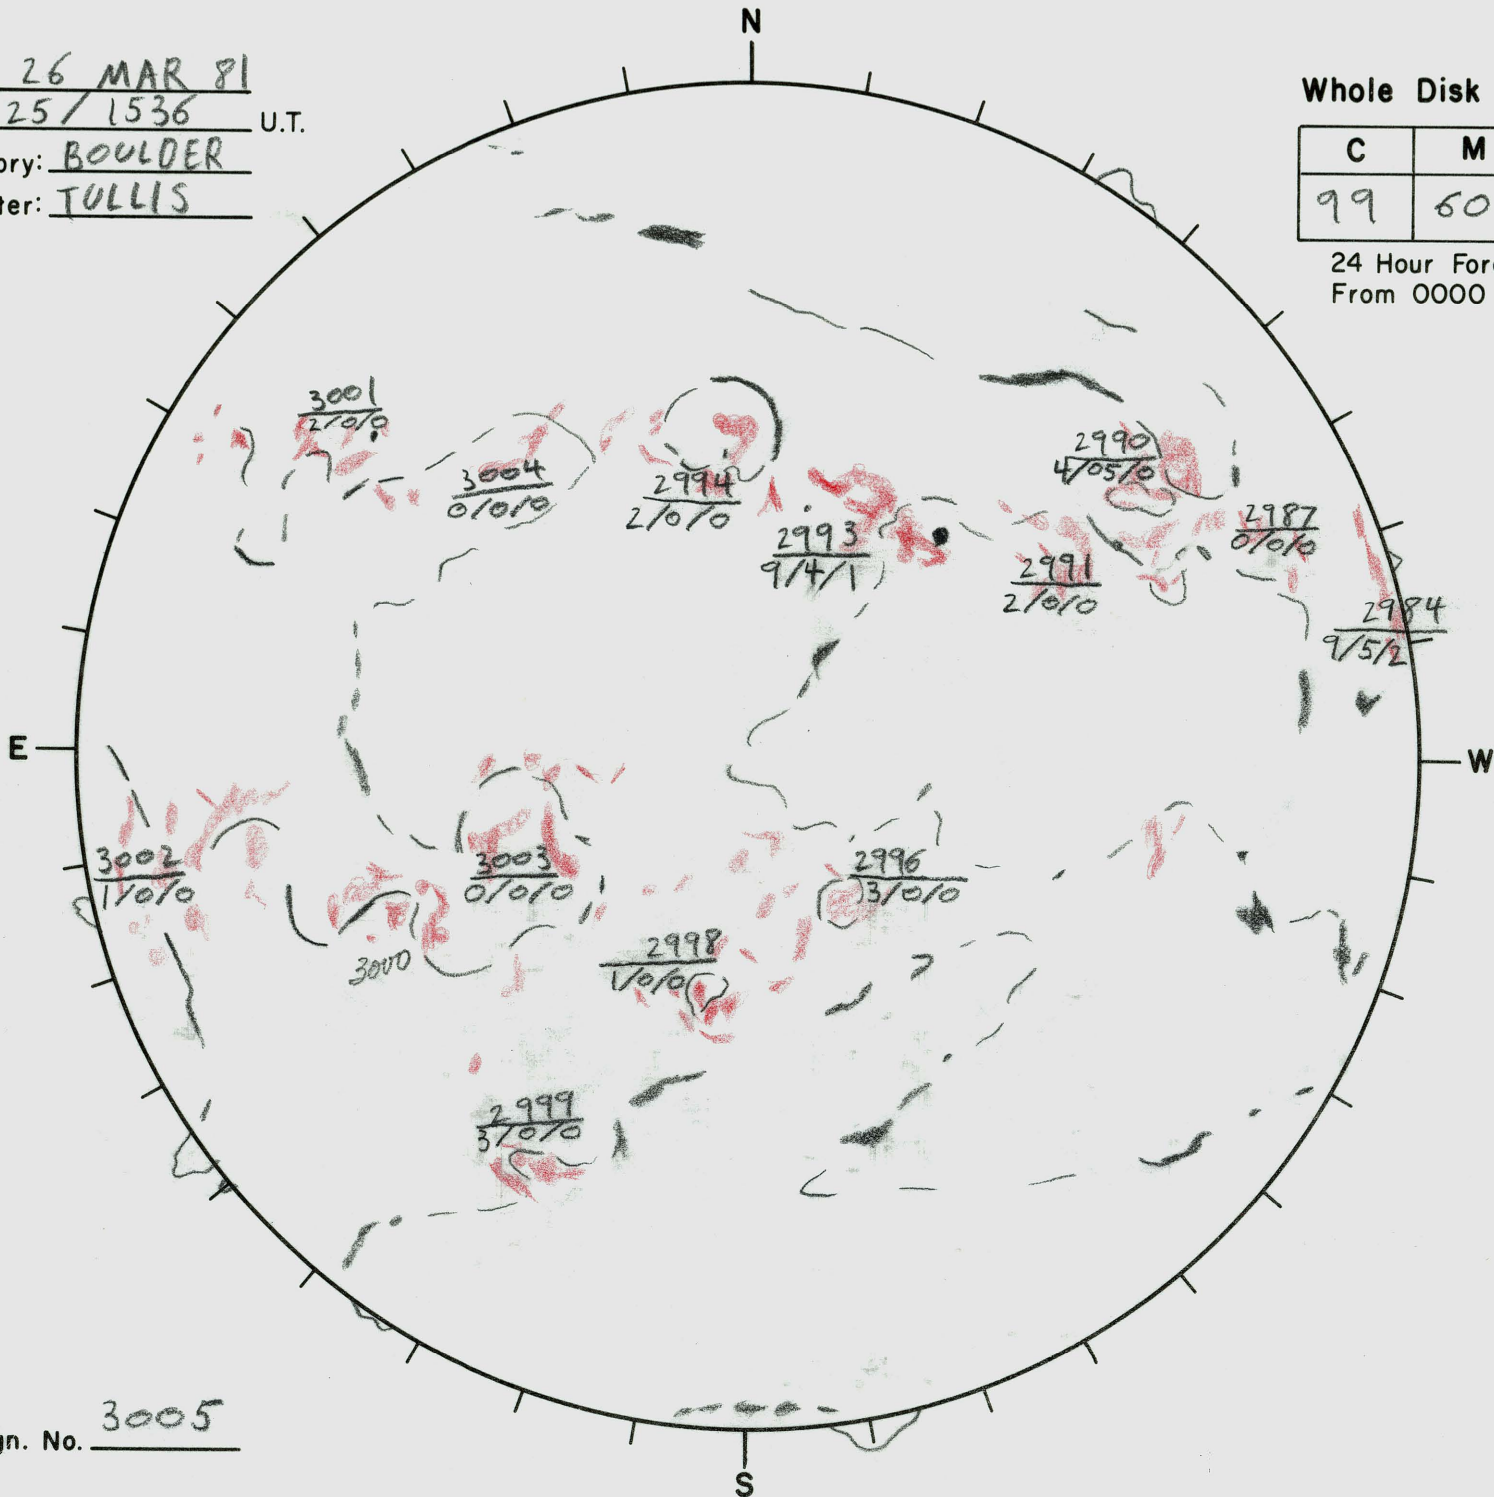 N
26 MAR 81
25/1536 U.T.
ory: BOULDER
ter: TULLIS
Whole Disk
C M
99 60
24 Hour Fore
From 0000
3001
2/0/0
3004
0/0/0
2994
2/0/0
2993
9/4/1
2990
4/05/0
2991
2/0/0
2987
0/0/0
2984
9/5/2
E
W
3002
1/0/0
3003
0/0/0
3000
2996
3/0/0
2998
1/0/0
2999
3/0/0
gn. No. 3005
S